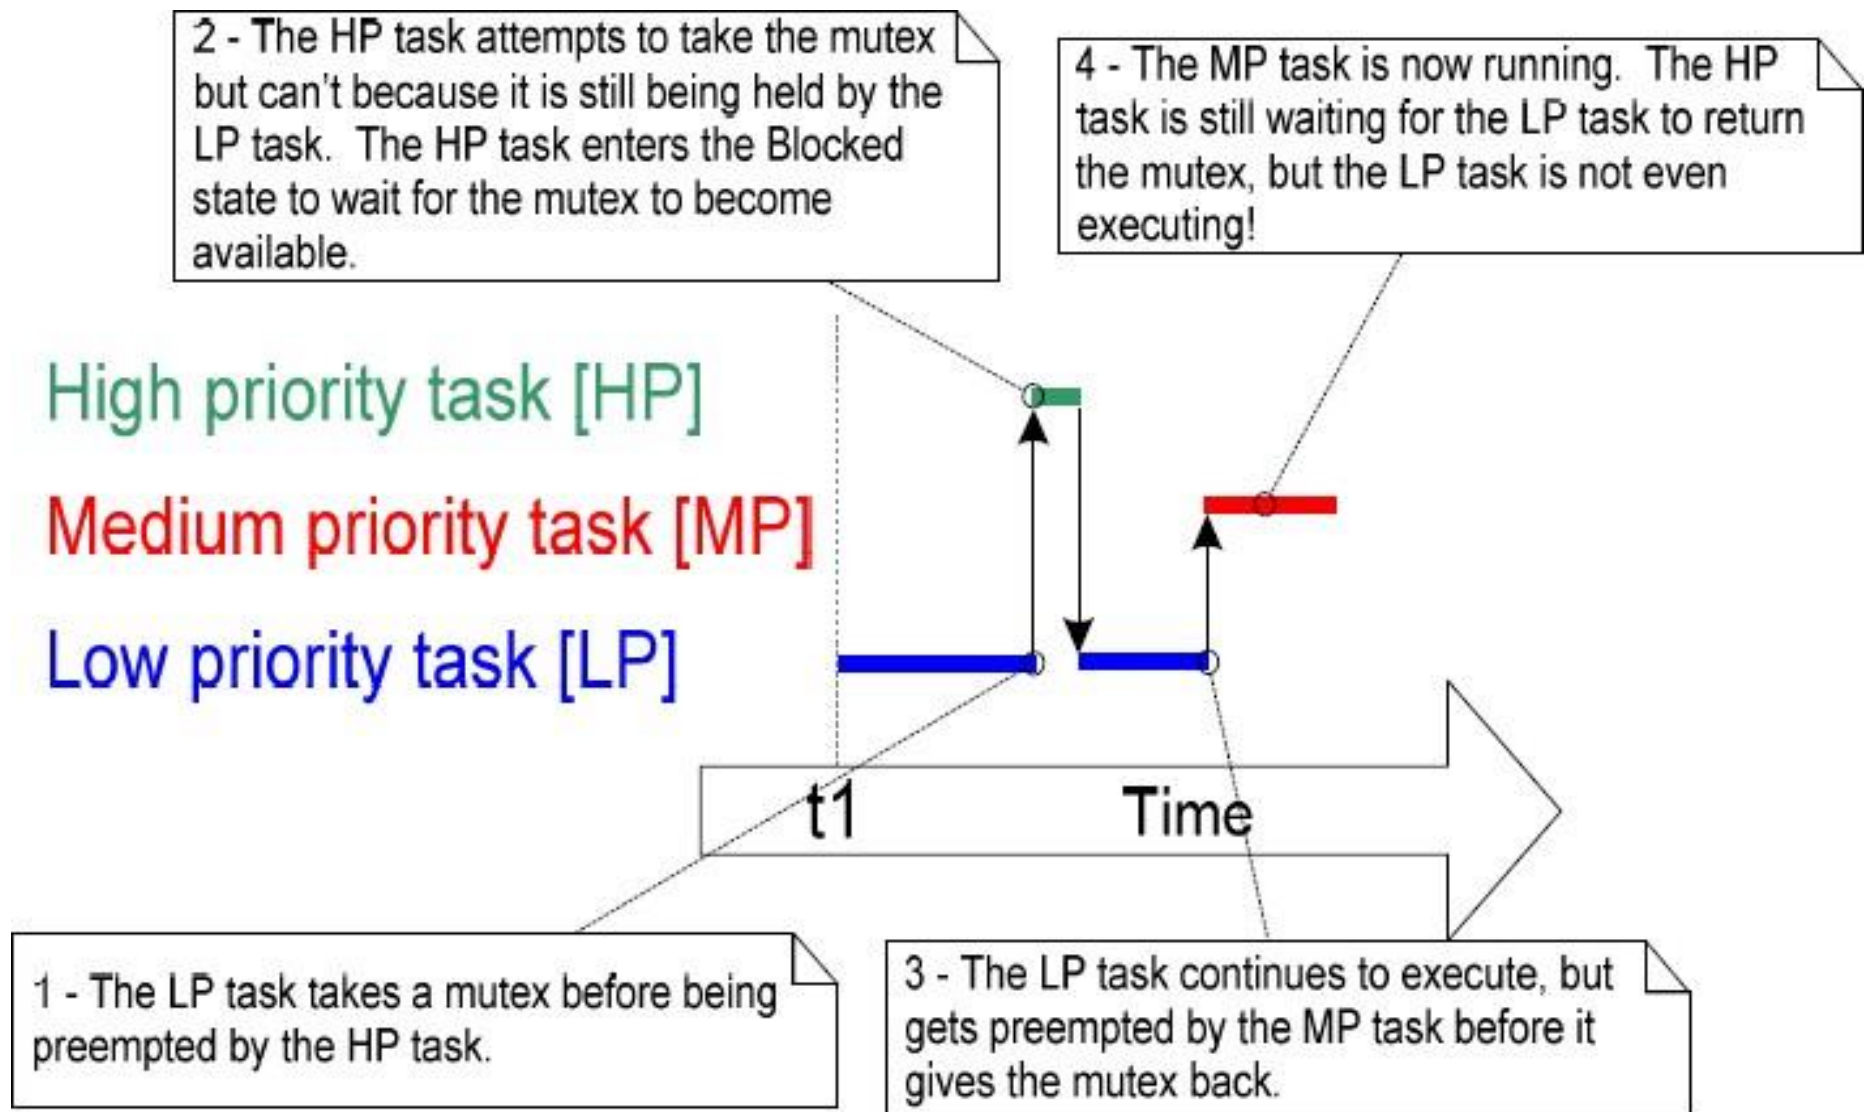 2 - The HP task attempts to take the mutex
but can't because it is still being held by the
LP task. The HP task enters the Blocked
state to wait for the mutex to become
available.
4 - The MP task is now running. The HP
task is still waiting for the LP task to return
the mutex, but the LP task is not even
executing!
High priority task [HP]
Medium priority task [MP]
Low priority task [LP]
t1
Time
1 - The LP task takes a mutex before being
preempted by the HP task.
3 - The LP task continues to execute, but
gets preempted by the MP task before it
gives the mutex back.